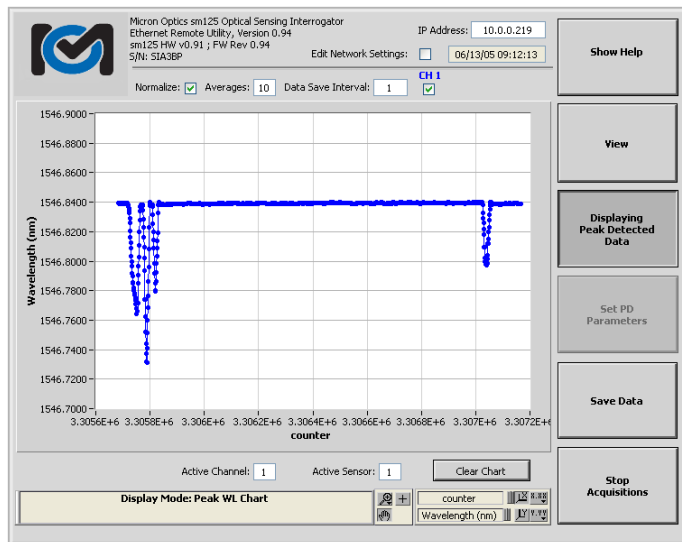 Micron Optics sm125 Optical Sensing Interrogator
Ethernet Remote Utility, Version 0.94
sm125 HW v0.91 ; FW Rev 0.94
S/N: SIA3BP
IP Address: 10.0.0.219
Edit Network Settings: 06/13/05 09:12:13
Normalize: Averages: 10 Data Save Interval: 1
CH 1
Show Help
View
Displaying
Peak Detected
Data
Set PD
Parameters
Save Data
Stop
Acquisitions
1546.9000
1546.8800
1546.8600
1546.8400
1546.8200
1546.8000
1546.7800
1546.7600
1546.7400
1546.7200
1546.7000
Wavelength (nm)
3.3056E+6 3.3058E+6 3.306E+6 3.3062E+6 3.3064E+6 3.3066E+6 3.3068E+6 3.307E+6 3.3072E+6
counter
Active Channel: 1 Active Sensor: 1 Clear Chart
Display Mode: Peak WL Chart
counter X X.XX
Wavelength (nm) Y Y.YY